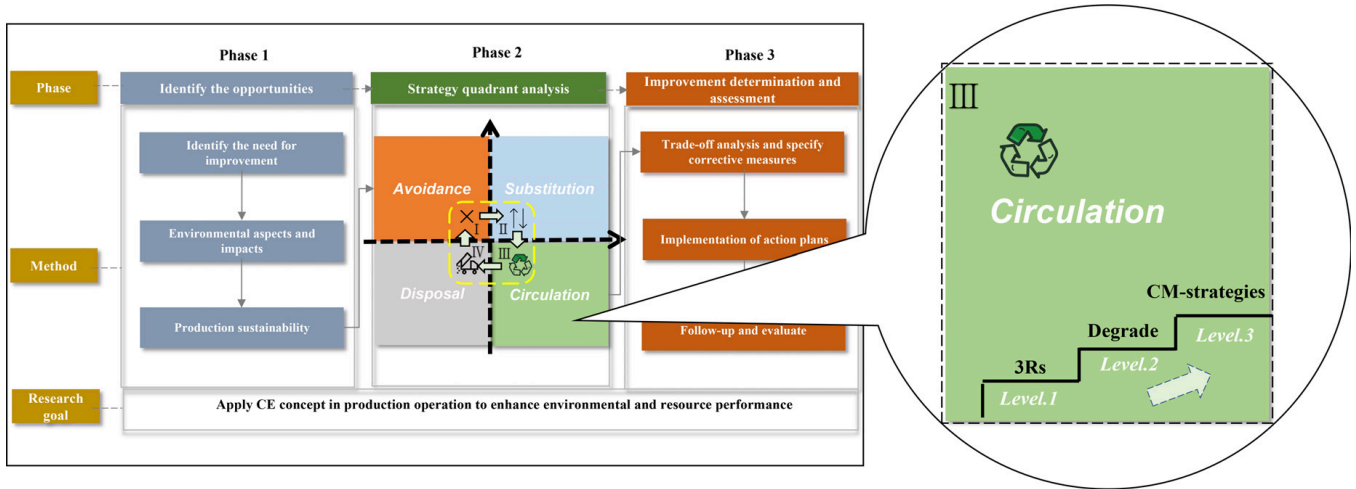 Phase 1
Phase 2
Phase 3
Phase
Identify the opportunities
Strategy quadrant analysis
Improvement determination and
assessment
Method
Identify the need for
improvement
Environmental aspects and
impacts
Production sustainability
Avoidance
Substitution
I
II
IV
III
Disposal
Circulation
Trade-off analysis and specify
corrective measures
Implementation of action plans
Follow-up and evaluate
Research
goal
Apply CE concept in production operation to enhance environmental and resource performance
III
Circulation
CM-strategies
Level.3
Degrade
Level.2
3Rs
Level.1